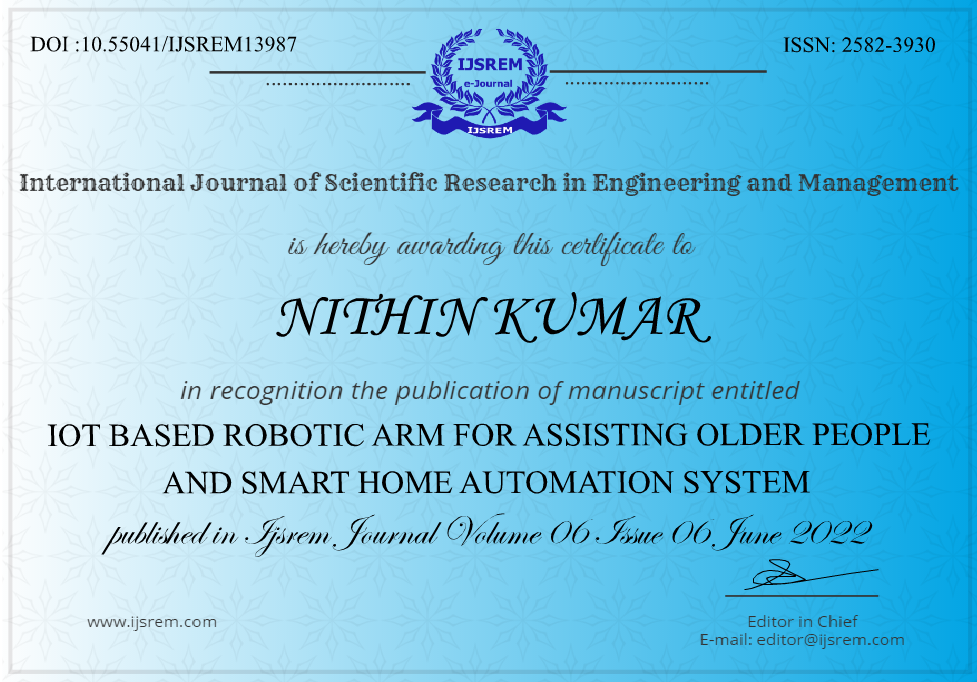 DOI :10.55041/IJSREM13987
ISSN: 2582-3930
IJSREM
e-Journal
IJSREM
International Journal of Scientific Research in Engineering and Management
is hereby awarding this certificate to
NITHIN KUMAR
in recognition the publication of manuscript entitled
IOT BASED ROBOTIC ARM FOR ASSISTING OLDER PEOPLE
AND SMART HOME AUTOMATION SYSTEM
published in Ijsrem Journal Volume 06 Issue 06 June 2022
www.ijsrem.com
Editor in Chief
E-mail: editor@ijsrem.com